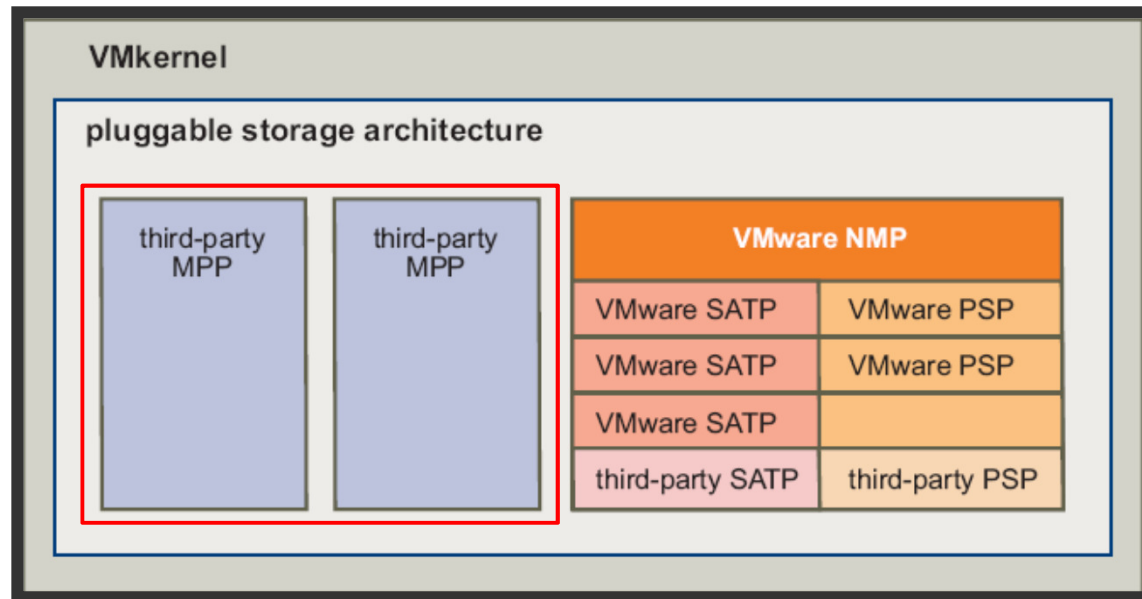 VMkernel
pluggable storage architecture
third-party
MPP
third-party
MPP
VMware NMP
VMware SATP
VMware PSP
VMware SATP
VMware PSP
VMware SATP
third-party SATP
third-party PSP